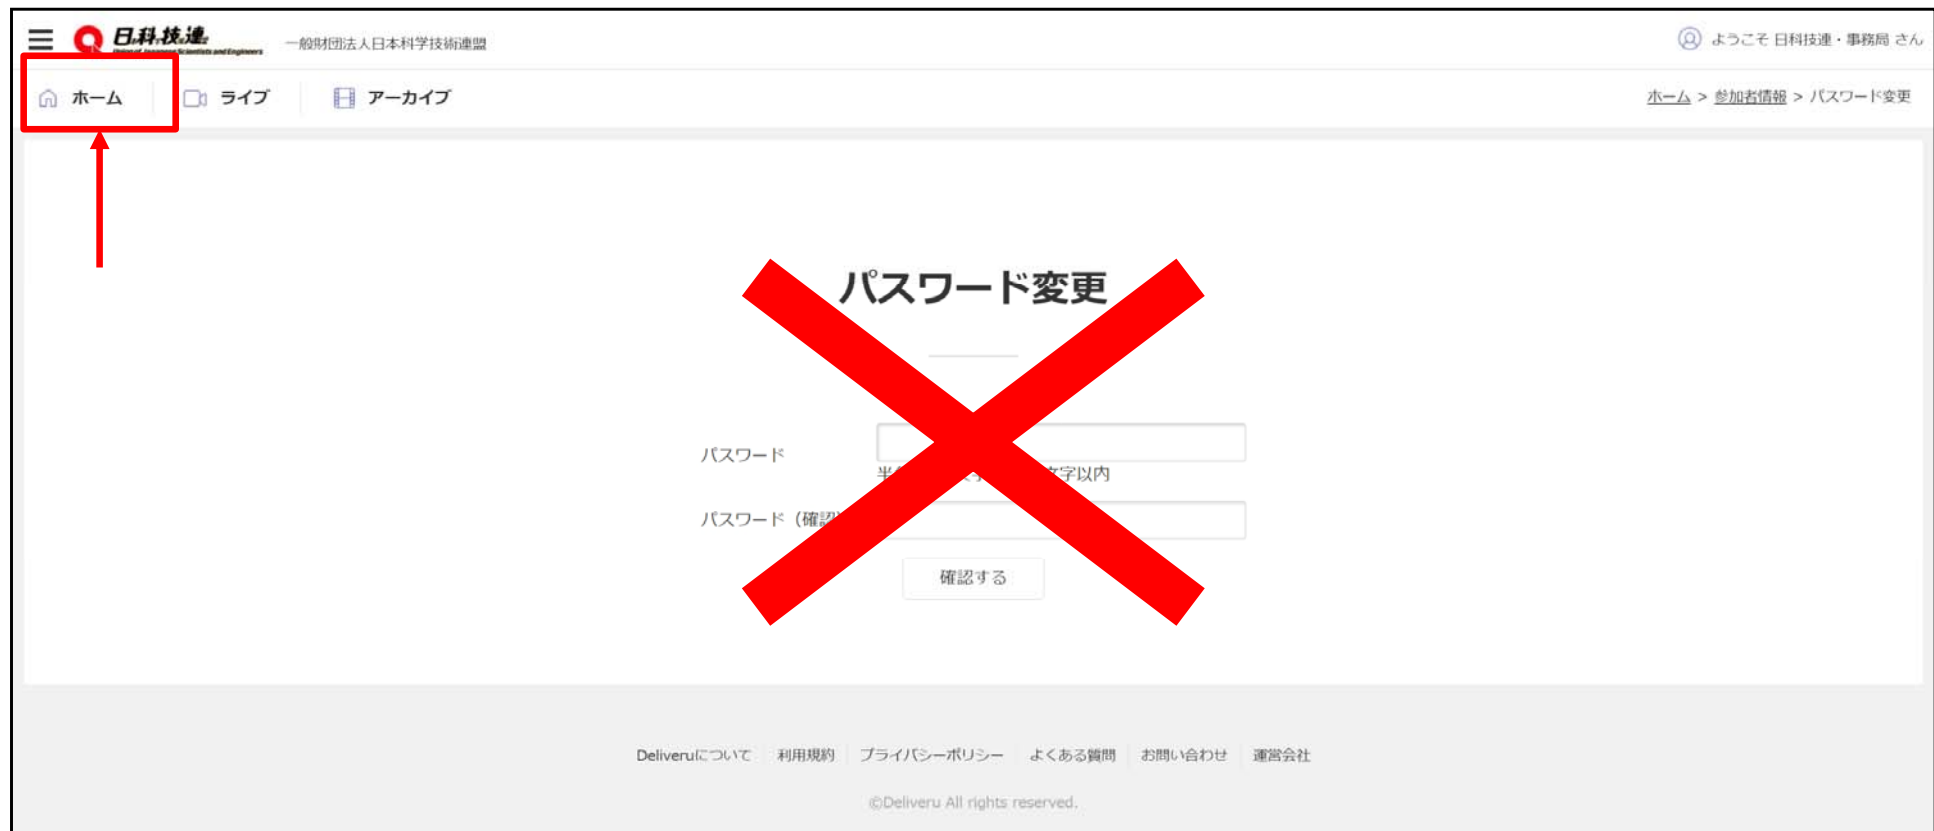 日科技連
Union of Japanese Scientists and Engineers
一般財団法人日本科学技術連盟
ようこそ 日科技連・事務局 さん
ホーム
ライブ
アーカイブ
ホーム > 参加者情報 > パスワード変更
パスワード変更
パスワード
文字以内
パスワード（確認）
確認する
Deliveruについて 利用規約 プライバシーポリシー よくある質問 お問い合わせ 運営会社
©Deliveru All rights reserved.